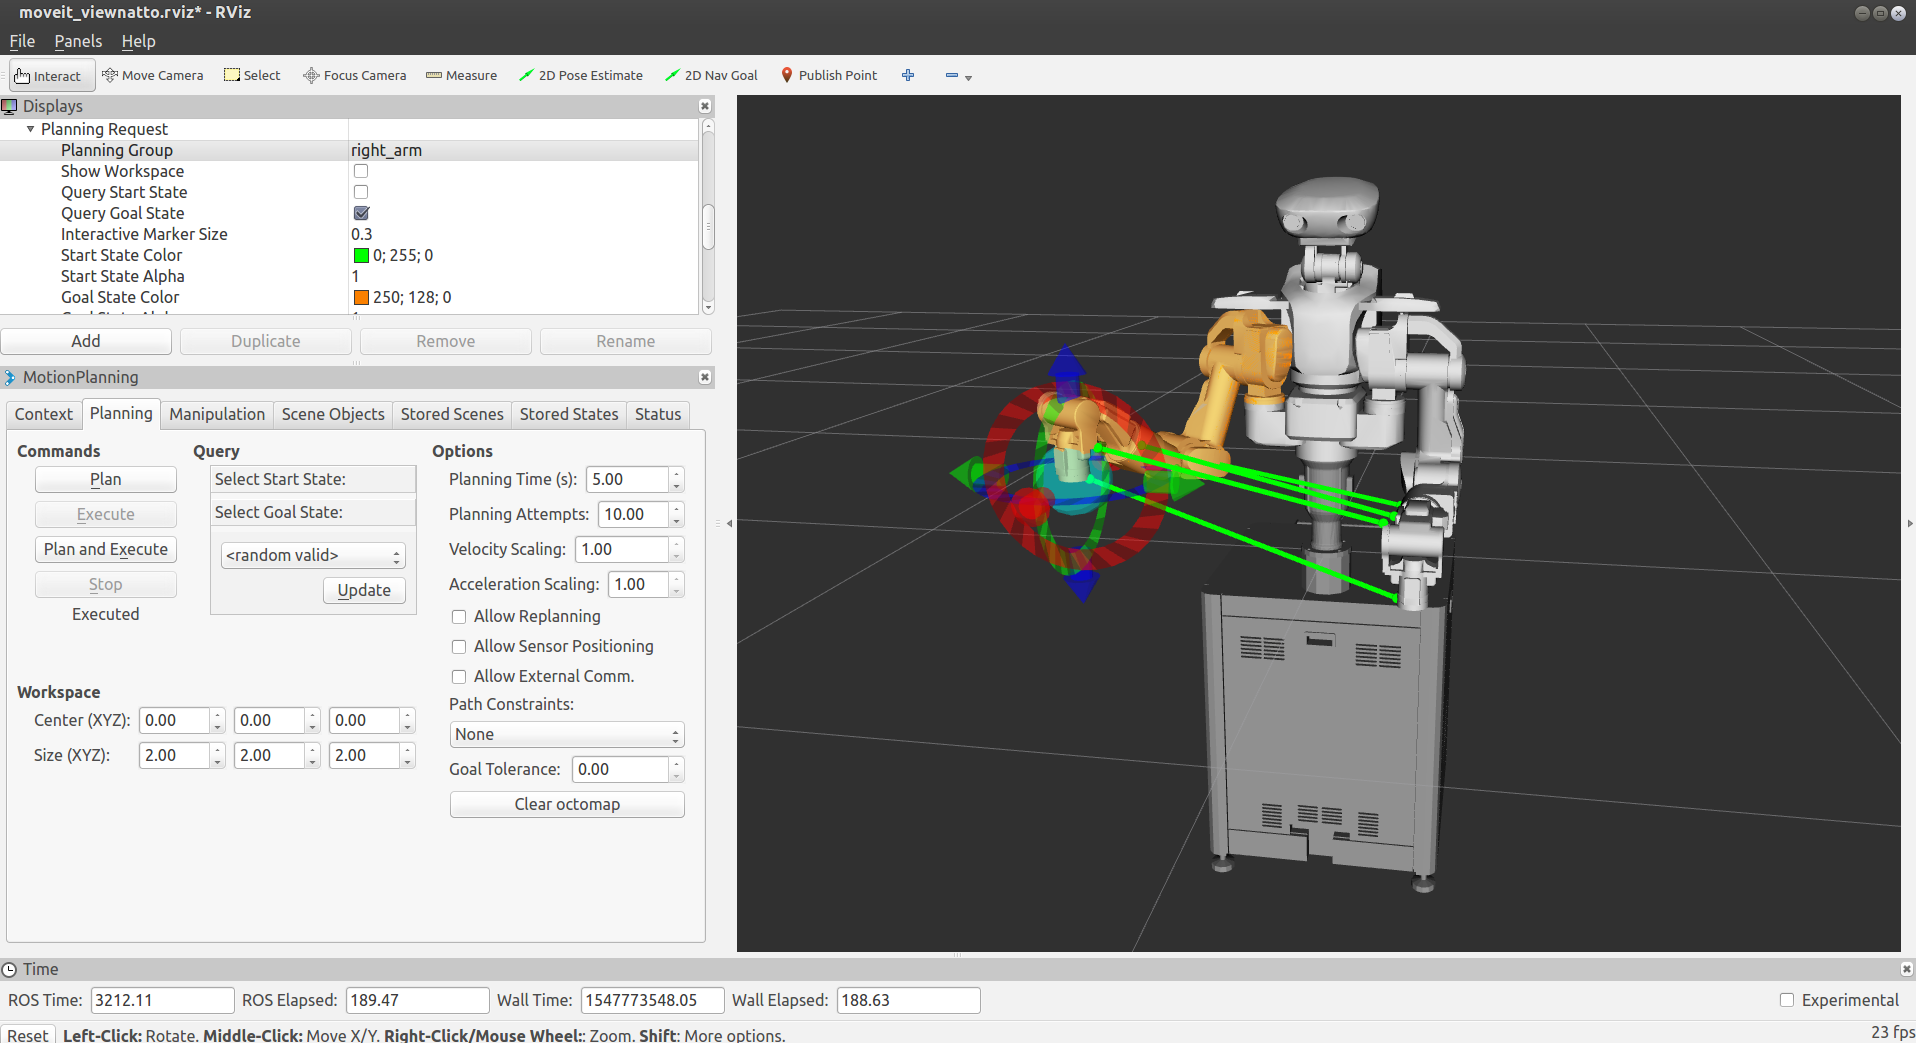 moveit_viewnatto.rviz* - RViz
File Panels Help
Interact Move Camera Select Focus Camera Measure 2D Pose Estimate 2D Nav Goal Publish Point
Displays
Planning Request
Planning Group right_arm
Show Workspace
Query Start State
Query Goal State
Interactive Marker Size 0.3
Start State Color 0; 255; 0
Start State Alpha 1
Goal State Color 250; 128; 0
Add Duplicate Remove Rename
MotionPlanning
Context Planning Manipulation Scene Objects Stored Scenes Stored States Status
Commands Query Options
Plan Select Start State: Planning Time (s): 5.00
Execute Select Goal State: Planning Attempts: 10.00
Plan and Execute <random valid> Velocity Scaling: 1.00
Stop Update Acceleration Scaling: 1.00
Executed Allow Replanning
Allow Sensor Positioning
Allow External Comm.
Workspace Path Constraints:
Center (XYZ): 0.00 0.00 0.00 None
Size (XYZ): 2.00 2.00 2.00 Goal Tolerance: 0.00
Clear octomap
Time
ROS Time: 3212.11 ROS Elapsed: 189.47 Wall Time: 1547773548.05 Wall Elapsed: 188.63 Experimental
Reset Left-Click: Rotate. Middle-Click: Move X/Y. Right-Click/Mouse Wheel:: Zoom. Shift: More options. 23 fps